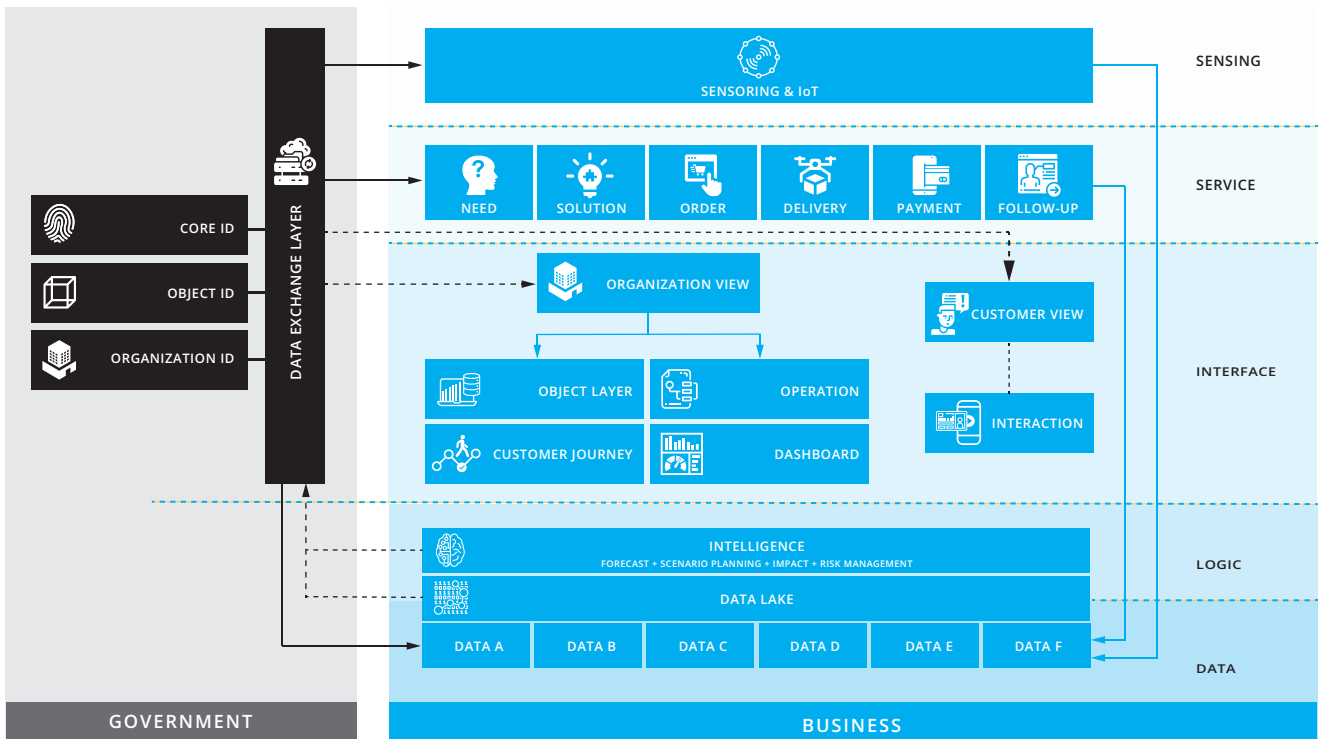 SENSORING & IoT
SENSING
NEED
SOLUTION
ORDER
DELIVERY
PAYMENT
FOLLOW-UP
SERVICE
CORE ID
OBJECT ID
ORGANIZATION ID
DATA EXCHANGE LAYER
ORGANIZATION VIEW
CUSTOMER VIEW
OBJECT LAYER
OPERATION
INTERFACE
CUSTOMER JOURNEY
DASHBOARD
INTERACTION
INTELLIGENCE
FORECAST + SCENARIO PLANNING + IMPACT + RISK MANAGEMENT
LOGIC
DATA LAKE
DATA A
DATA B
DATA C
DATA D
DATA E
DATA F
DATA
GOVERNMENT
BUSINESS